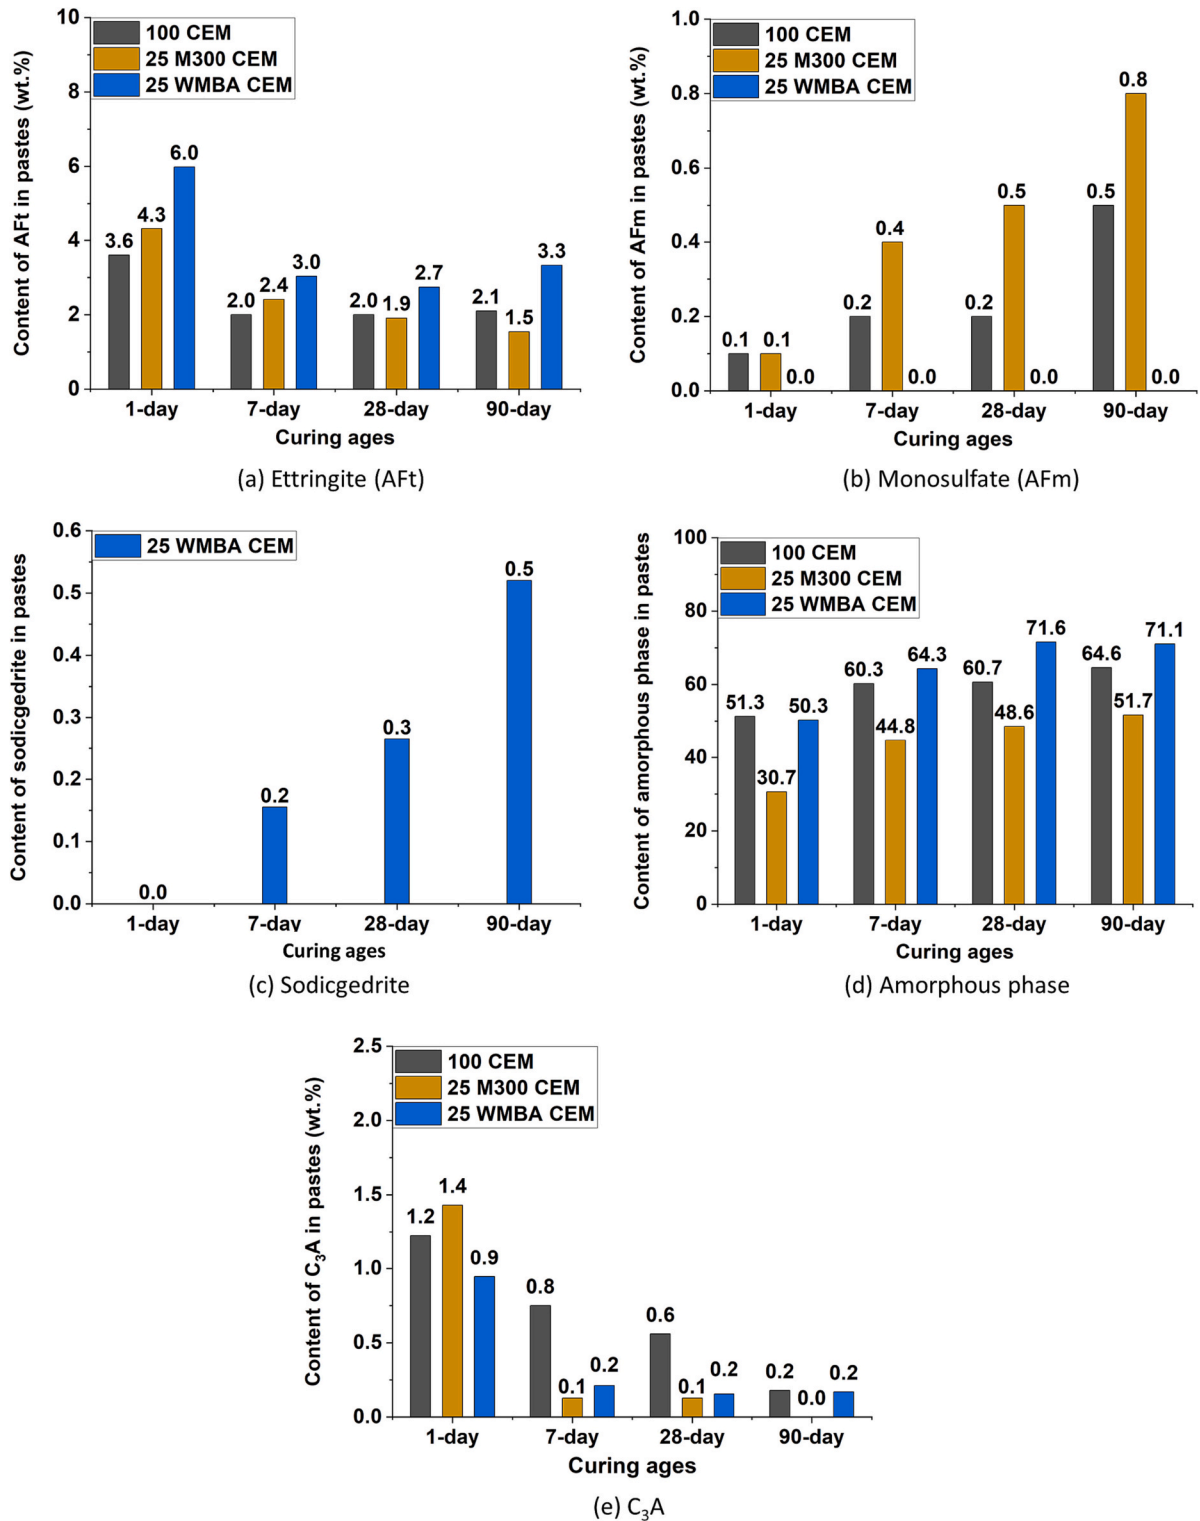 100 CEM
25 M300 CEM
25 WMBA CEM
Content of AFt in pastes (wt.%)
10
8
6
4
2
0
3.6 4.3 6.0
2.0 2.4 3.0
2.0 1.9 2.7
2.1 1.5 3.3
1-day 7-day 28-day 90-day
Curing ages
(a) Ettringite (AFt)
100 CEM
25 M300 CEM
25 WMBA CEM
Content of AFm in pastes (wt.%)
1.0
0.8
0.6
0.4
0.2
0.0
0.1 0.1 0.0
0.2 0.4 0.0
0.2 0.5 0.0
0.5 0.8 0.0
1-day 7-day 28-day 90-day
Curing ages
(b) Monosulfate (AFm)
25 WMBA CEM
Content of sodicgedrite in pastes
0.6
0.5
0.4
0.3
0.2
0.1
0.0
0.0 0.2 0.3 0.5
1-day 7-day 28-day 90-day
Curing ages
(c) Sodicgedrite
100 CEM
25 M300 CEM
25 WMBA CEM
Content of amorphous phase in pastes
100
80
60
40
20
0
51.3 30.7 50.3
60.3 44.8 64.3
60.7 48.6 71.6
64.6 51.7 71.1
1-day 7-day 28-day 90-day
Curing ages
(d) Amorphous phase
100 CEM
25 M300 CEM
25 WMBA CEM
Content of C₃A in pastes (wt.%)
2.5
2.0
1.5
1.0
0.5
0.0
1.2 1.4 0.9
0.8 0.1 0.2
0.6 0.1 0.2
0.2 0.0 0.2
1-day 7-day 28-day 90-day
Curing ages
(e) C₃A